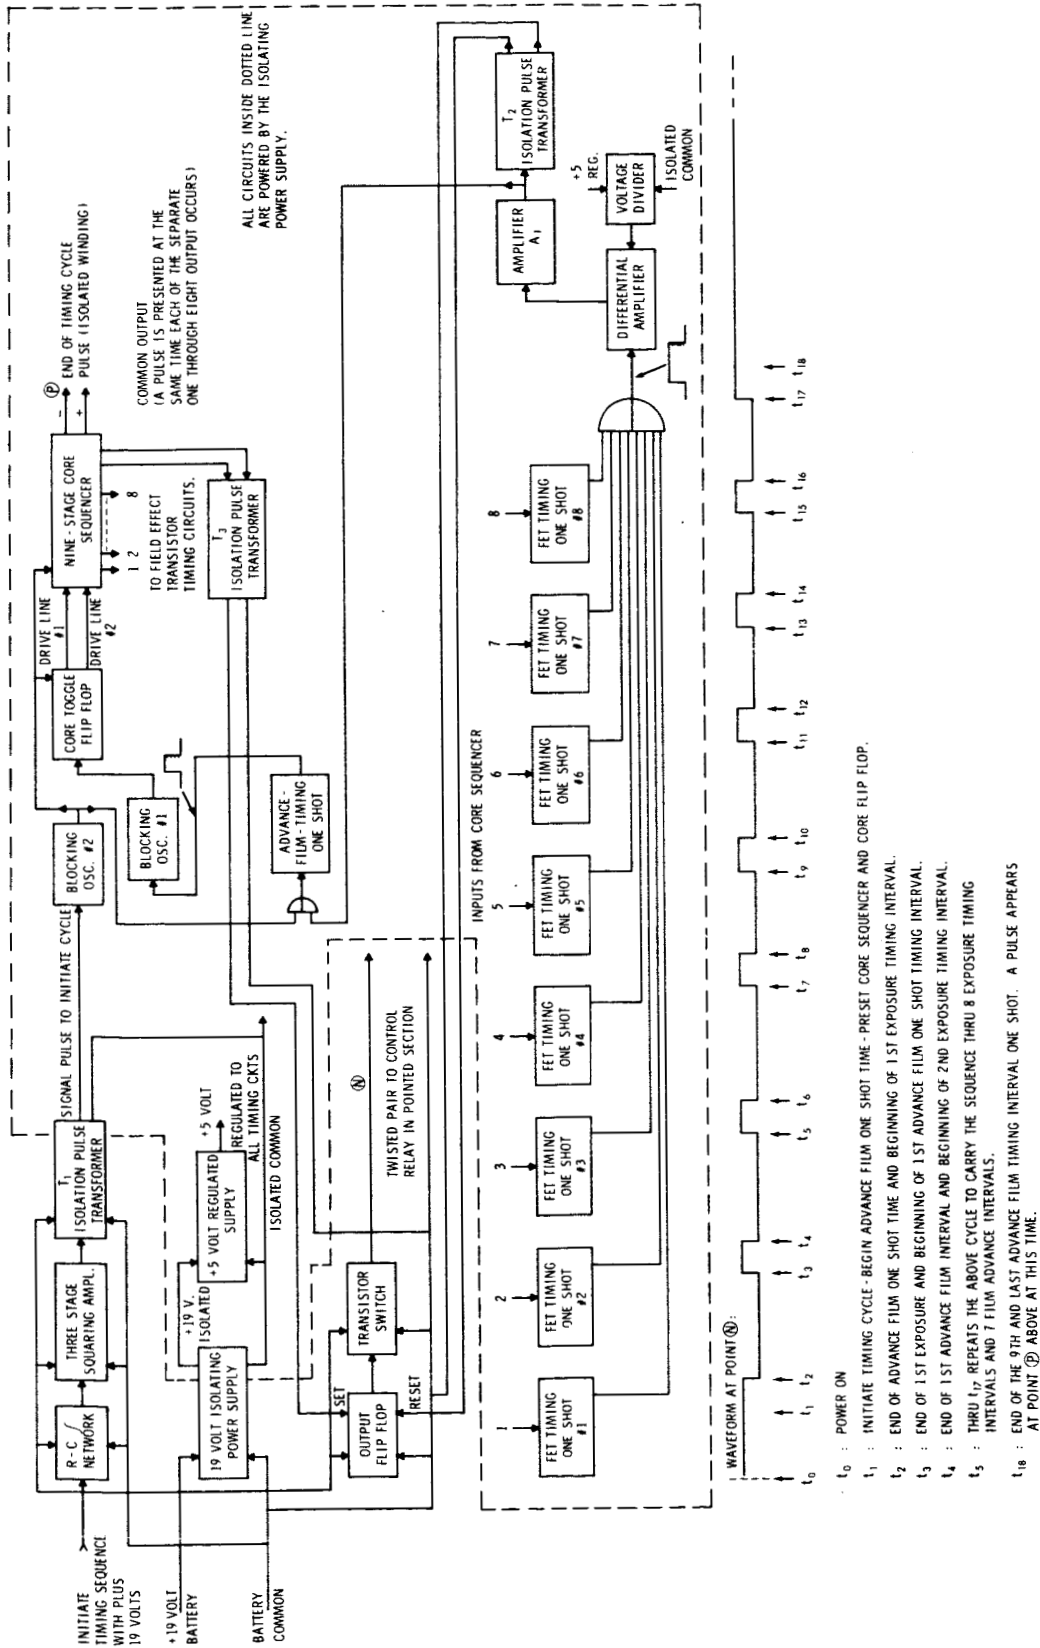 INITIATE
TIMING SEQUENCE
WITH PLUS
19 VOLTS
+19 VOLT
BATTERY
BATTERY
COMMON
R-C
NETWORK
THREE STAGE
SQUARING AMPL.
T1
ISOLATION PULSE
TRANSFORMER
SIGNAL PULSE TO INITIATE CYCLE
BLOCKING
OSC. #2
BLOCKING
OSC. #1
CORE TOGGLE
FLIP FLOP
DRIVE LINE
#1
DRIVE LINE
#2
NINE-STAGE CORE
SEQUENCER
- P END OF TIMING CYCLE
+ PULSE (ISOLATED WINDING)
1 2 8
TO FIELD EFFECT
TRANSISTOR
TIMING CIRCUITS.
COMMON OUTPUT
(A PULSE IS PRESENTED AT THE
SAME TIME EACH OF THE SEPARATE
ONE THROUGH EIGHT OUTPUT OCCURS)
T3
ISOLATION PULSE
TRANSFORMER
ALL CIRCUITS INSIDE DOTTED LINE
ARE POWERED BY THE ISOLATING
POWER SUPPLY.
ADVANCE-
FILM-TIMING
ONE SHOT
19 VOLT ISOLATING
POWER SUPPLY
+19 V.
ISOLATED
+5 VOLT REGULATED
SUPPLY
+5 VOLT
REGULATED TO
ALL TIMING CKTS
ISOLATED COMMON
OUTPUT
FLIP FLOP
SET
RESET
TRANSISTOR
SWITCH
N
TWISTED PAIR TO CONTROL
RELAY IN POINTED SECTION
INPUTS FROM CORE SEQUENCER
1
FET TIMING
ONE SHOT
#1
2
FET TIMING
ONE SHOT
#2
3
FET TIMING
ONE SHOT
#3
4
FET TIMING
ONE SHOT
#4
5
FET TIMING
ONE SHOT
#5
6
FET TIMING
ONE SHOT
#6
7
FET TIMING
ONE SHOT
#7
8
FET TIMING
ONE SHOT
#8
DIFFERENTIAL
AMPLIFIER
VOLTAGE
DIVIDER
+5
REG.
ISOLATED
COMMON
AMPLIFIER
A1
T2
ISOLATION PULSE
TRANSFORMER
WAVEFORM AT POINT N:
t0 t1 t2 t3 t4 t5 t6 t7 t8 t9 t10 t11 t12 t13 t14 t15 t16 t17 t18
t0 : POWER ON
t1 : INITIATE TIMING CYCLE-BEGIN ADVANCE FILM ONE SHOT TIME-PRESET CORE SEQUENCER AND CORE FLIP FLOP.
t2 : END OF ADVANCE FILM ONE SHOT TIME AND BEGINNING OF 1ST EXPOSURE TIMING INTERVAL.
t3 : END OF 1ST EXPOSURE AND BEGINNING OF 1ST ADVANCE FILM ONE SHOT TIMING INTERVAL.
t4 : END OF 1ST ADVANCE FILM INTERVAL AND BEGINNING OF 2ND EXPOSURE TIMING INTERVAL.
t5 : THRU t17 REPEATS THE ABOVE CYCLE TO CARRY THE SEQUENCE THRU 8 EXPOSURE TIMING
INTERVALS AND 7 FILM ADVANCE INTERVALS.
t18 : END OF THE 9TH AND LAST ADVANCE FILM TIMING INTERVAL ONE SHOT. A PULSE APPEARS
AT POINT P ABOVE AT THIS TIME.